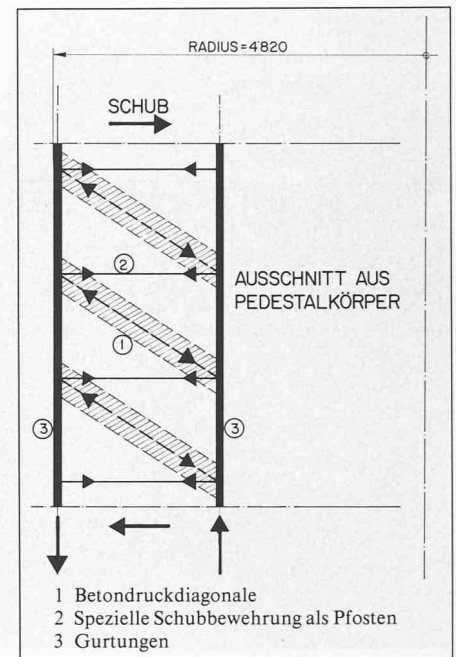 RADIUS=4'820
SCHUB
2
AUSSCHNITT AUS
PEDESTALKÖRPER
1
3
3
1 Betondruckdiagonale
2 Spezielle Schubbewehrung als Pfosten
3 Gurtungen